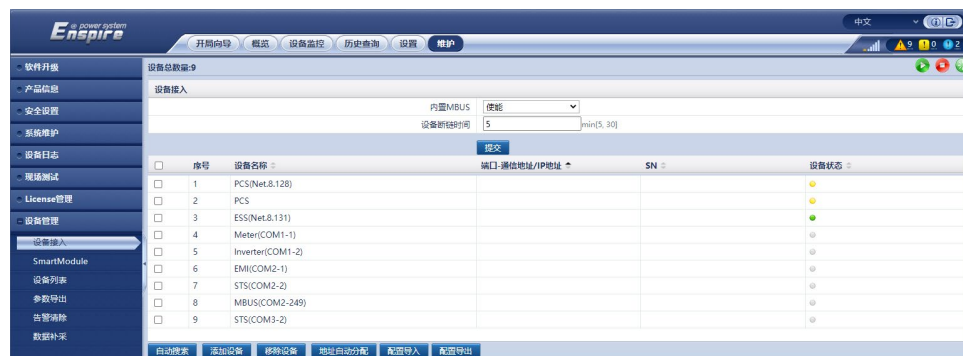 @ power system
Enspire
中文
开局向导 概览 设备监控 历史查询 设置 维护
9 0 2
软件升级
产品信息
安全设置
系统维护
设备日志
现场测试
License管理
设备管理
设备接入
SmartModule
设备列表
参数导出
告警清除
数据补采
设备总数量:9
设备接入
内置MBUS 使能
设备断链时间 5 min[5, 30]
提交
序号 设备名称 端口-通信地址/IP地址 SN 设备状态
1 PCS(Net.8.128)
2 PCS
3 ESS(Net.8.131)
4 Meter(COM1-1)
5 Inverter(COM1-2)
6 EMI(COM2-1)
7 STS(COM2-2)
8 MBUS(COM2-249)
9 STS(COM3-2)
自动搜索 添加设备 移除设备 地址自动分配 配置导入 配置导出